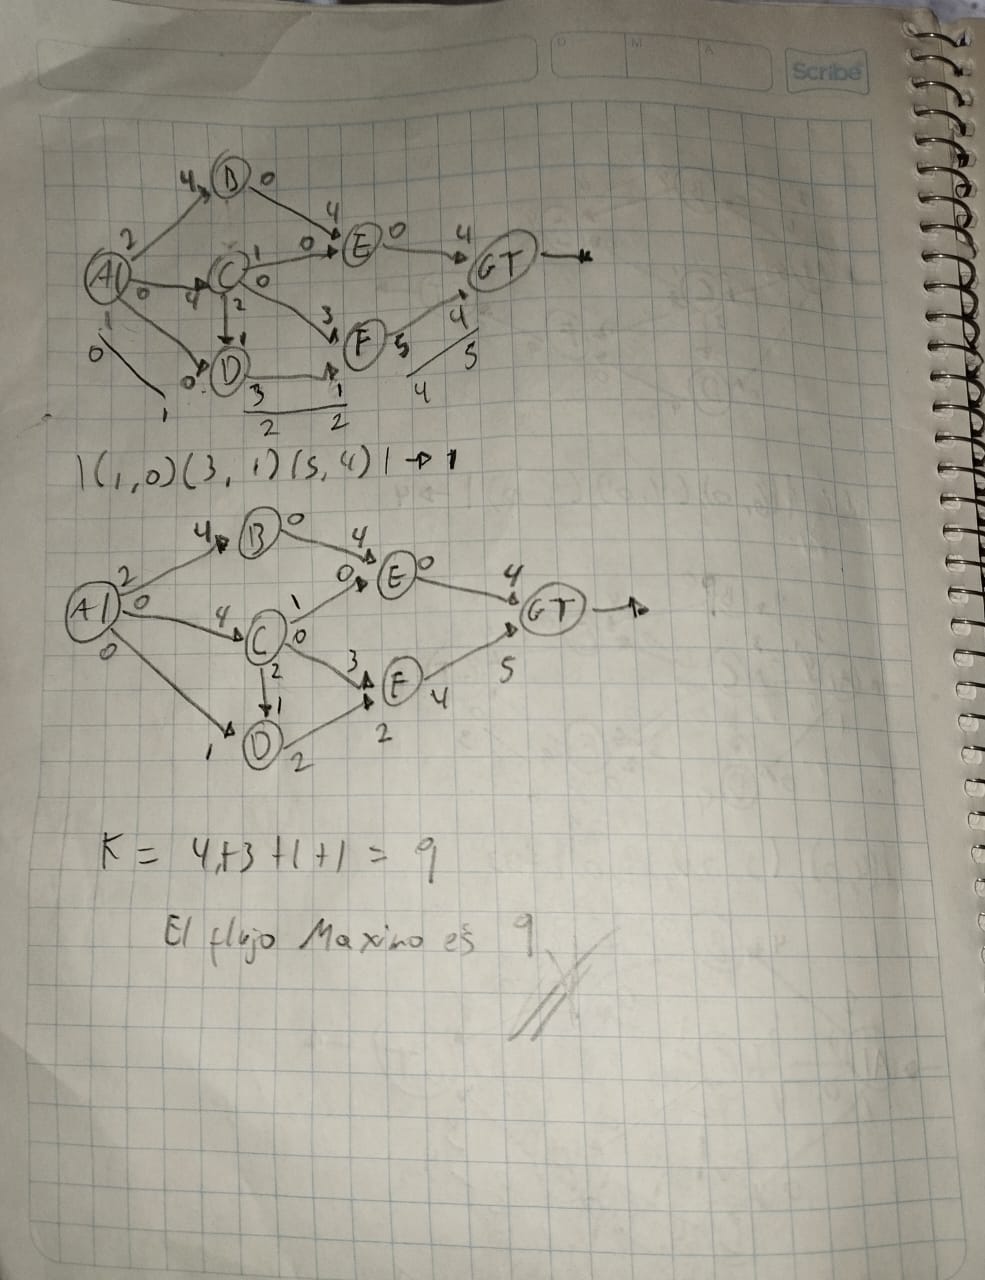 D M A
Scribe
4 B 0
2 4
A1 C 1 0 E 0 4 GT
0 4 0
2 3
1 1 F 5 4
0 0 D 5
1 3 1 4
2 2
|(1,0)(3,1)(5,4)| → 1
4 B 0 4
2 0 E 0 4
A1 0 4 1 GT
0 C 0
2 3 F 5
1 4
1 D 2 2
K = 4+3+1+1 = 9
El flujo Maximo es 9